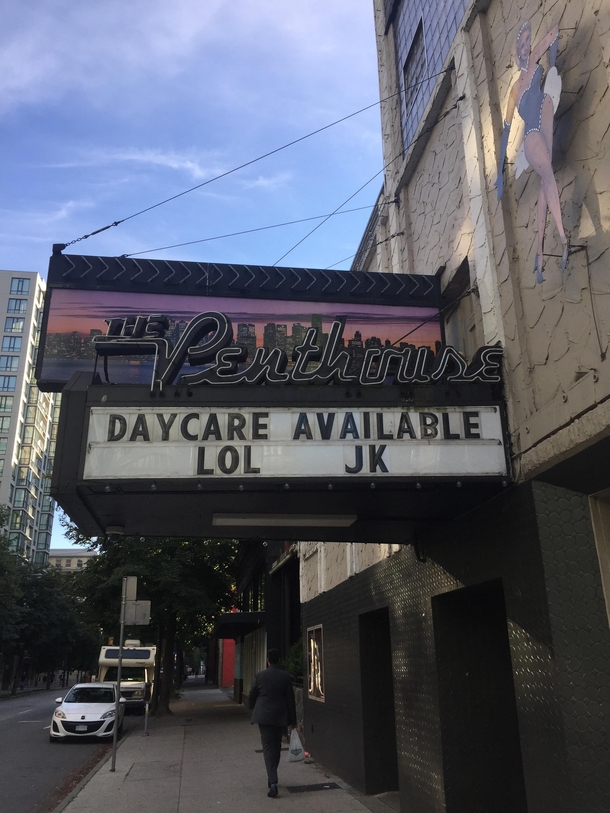 THE
Penthouse
DAYCARE AVAILABLE
LOL JK